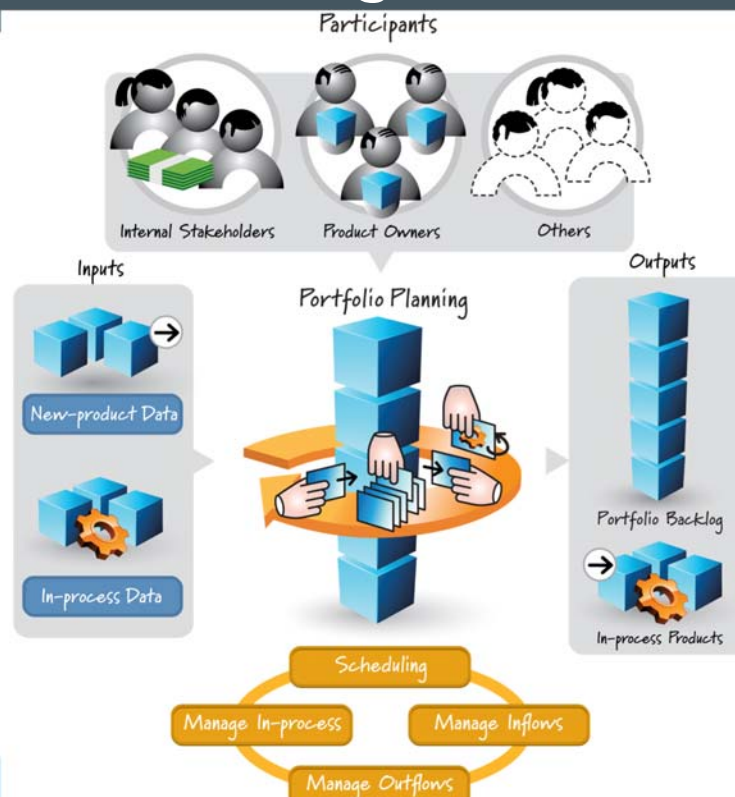 Participants
Internal Stakeholders
Product Owners
Others
Inputs
New-product Data
In-process Data
Portfolio Planning
Outputs
Portfolio Backlog
In-process Products
Scheduling
Manage In-process
Manage Inflows
Manage Outflows